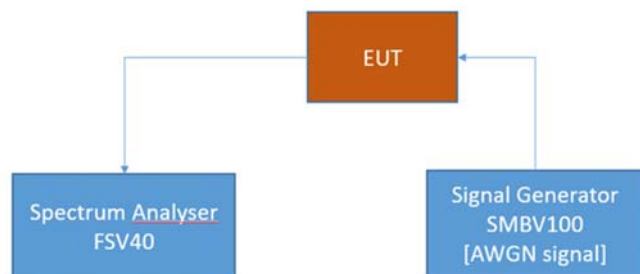 EUT
Spectrum Analyser
FSV40
Signal Generator
SMBV100
[AWGN signal]